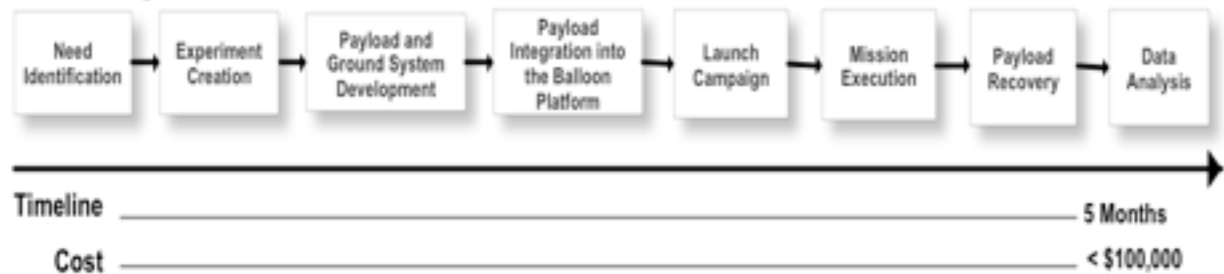 Need
Identification
Experiment
Creation
Payload and
Ground System
Development
Payload
Integration into
the Balloon
Platform
Launch
Campaign
Mission
Execution
Payload
Recovery
Data
Analysis
Timeline
5 Months
Cost
< $100,000